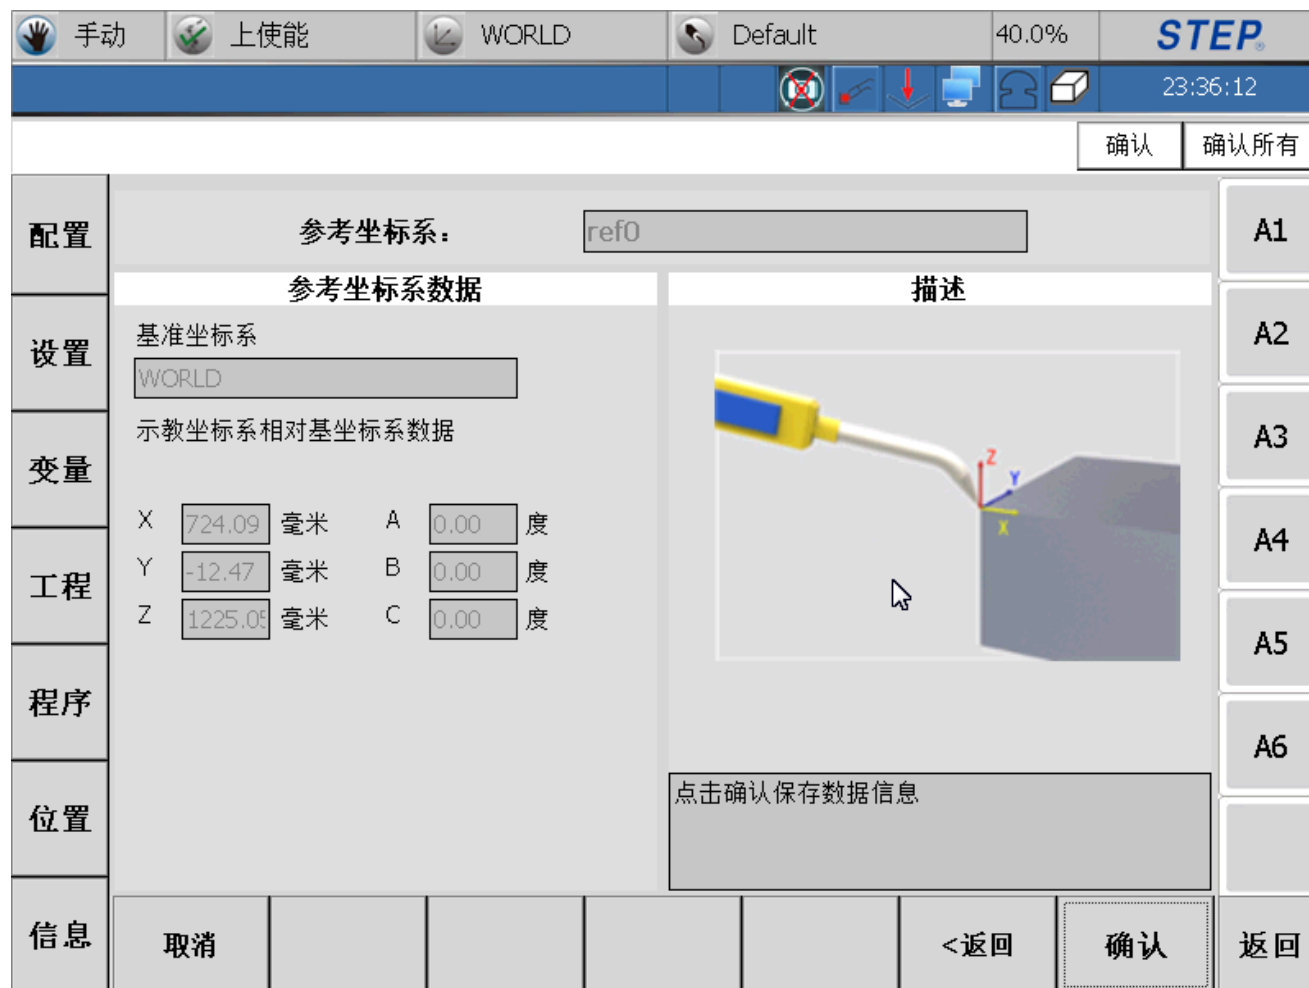 手动 上使能 WORLD Default 40.0% STEP®
23:36:12
确认 确认所有
配置
设置
变量
工程
程序
位置
信息
参考坐标系： ref0
参考坐标系数据
基准坐标系
WORLD
示教坐标系相对基坐标系数据
X 724.09 毫米 A 0.00 度
Y -12.47 毫米 B 0.00 度
Z 1225.05 毫米 C 0.00 度
描述
Z
Y
X
点击确认保存数据信息
A1
A2
A3
A4
A5
A6
取消 <返回 确认 返回